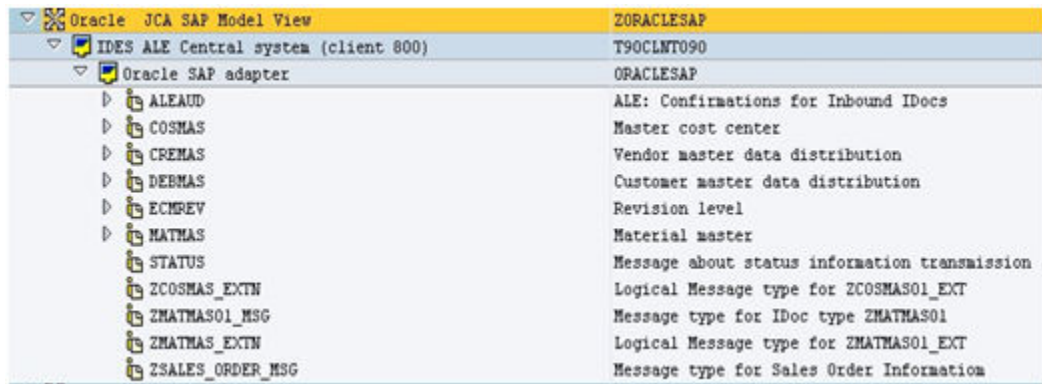 Oracle JCA SAP Model View ZORACLESAP
IDES ALE Central system (client 800) T90CLNT090
Oracle SAP adapter ORACLESAP
ALEAUD ALE: Confirmations for Inbound IDocs
COSMAS Master cost center
CREMAS Vendor master data distribution
DEBMAS Customer master data distribution
ECMREV Revision level
MATMAS Material master
STATUS Message about status information transmission
ZCOSMAS_EXTN Logical Message type for ZCOSMAS01_EXT
ZMATMAS01_MSG Message type for IDoc type ZMATMAS01
ZMATMAS_EXTN Logical Message type for ZMATMAS01_EXT
ZSALES_ORDER_MSG Message type for Sales Order Information